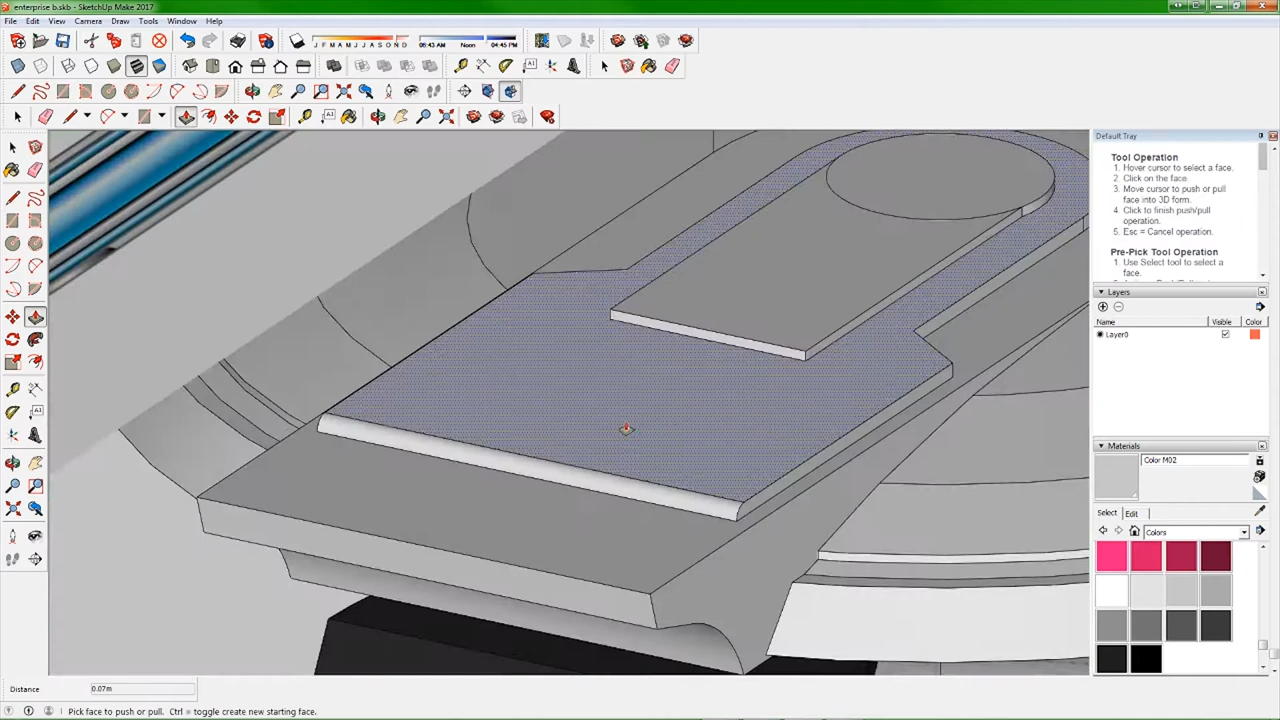 enterprise b.skb - SketchUp Make 2017
File Edit View Camera Draw Tools Window Help
J F M A M J J A S O N D
06:43 AM Noon 04:45 PM
Default Tray
Tool Operation
1. Hover cursor to select a face.
2. Click on the face.
3. Move cursor to push or pull
face into 3D form.
4. Click to finish push/pull
operation.
5. Esc = Cancel operation.
Pre-Pick Tool Operation
1. Use Select tool to select a
face.
Layers
Name Visible Color
Layer0
Materials
Color M02
Select Edit
Colors
Distance 0.07m
Pick face to push or pull. Ctrl = toggle create new starting face.